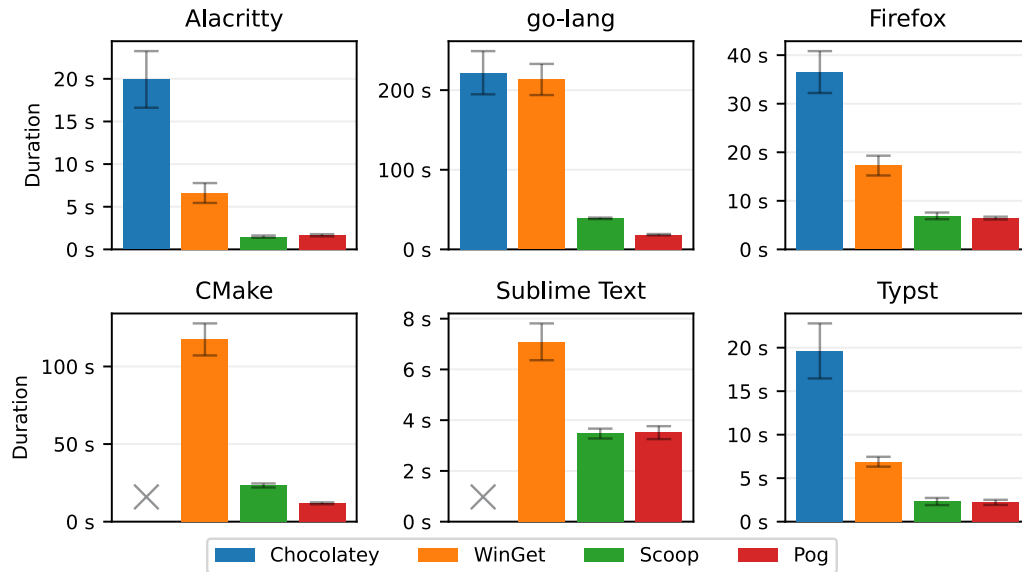 Alacritty
go-lang
Firefox
Duration
20 s
15 s
10 s
5 s
0 s
200 s
100 s
0 s
40 s
30 s
20 s
10 s
0 s
CMake
Sublime Text
Typst
Duration
100 s
50 s
0 s
8 s
6 s
4 s
2 s
0 s
20 s
15 s
10 s
5 s
0 s
Chocolatey
WinGet
Scoop
Pog